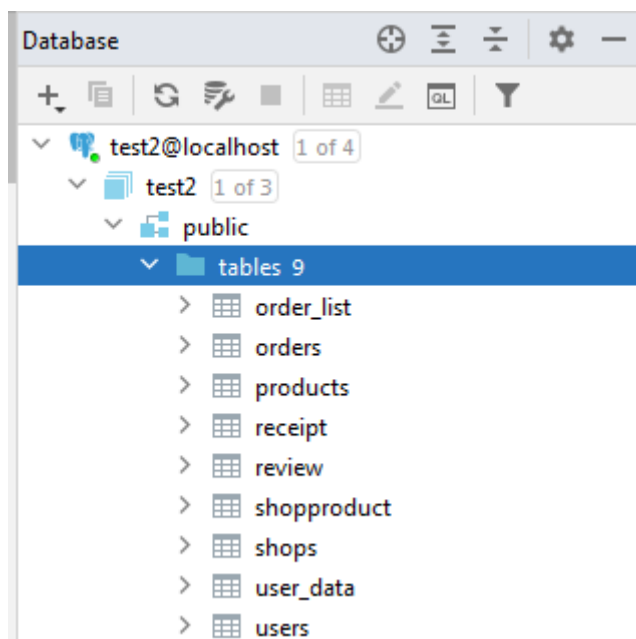 Database
QL
test2@localhost 1 of 4
test2 1 of 3
public
tables 9
order_list
orders
products
receipt
review
shopproduct
shops
user_data
users